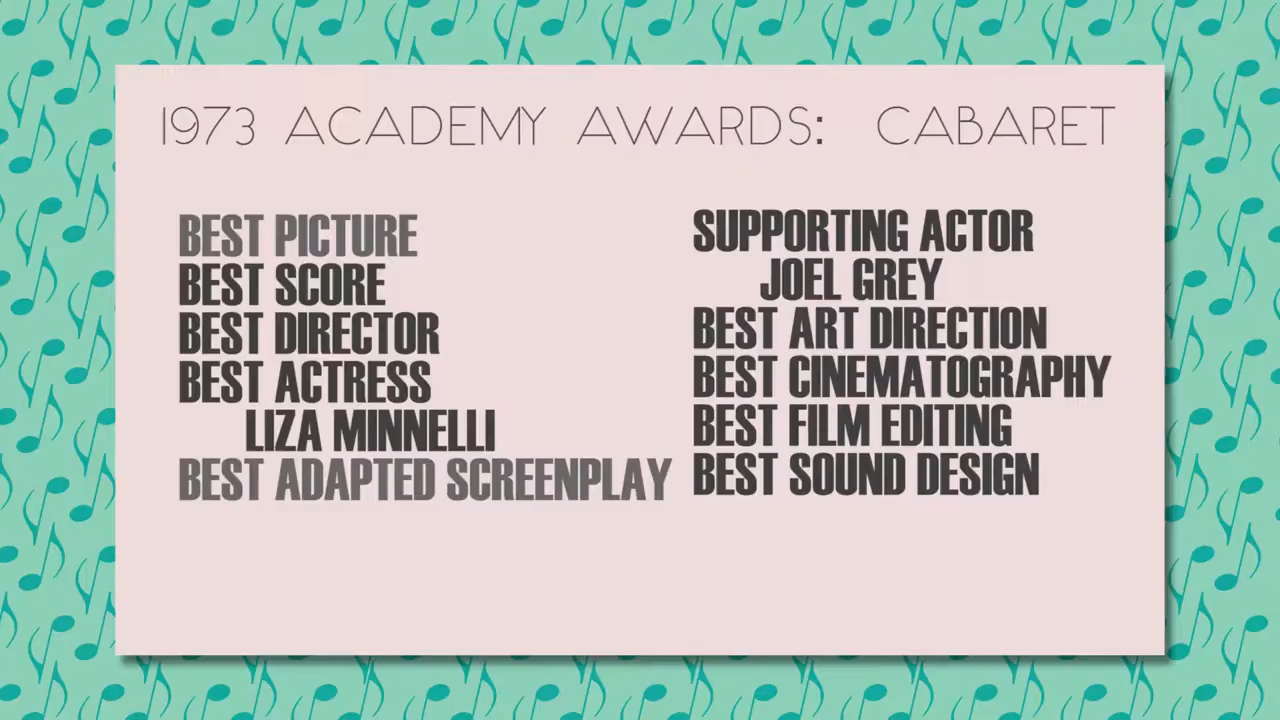 1973 ACADEMY AWARDS: CABARET
BEST PICTURE
BEST SCORE
BEST DIRECTOR
BEST ACTRESS
LIZA MINNELLI
BEST ADAPTED SCREENPLAY
SUPPORTING ACTOR
JOEL GREY
BEST ART DIRECTION
BEST CINEMATOGRAPHY
BEST FILM EDITING
BEST SOUND DESIGN